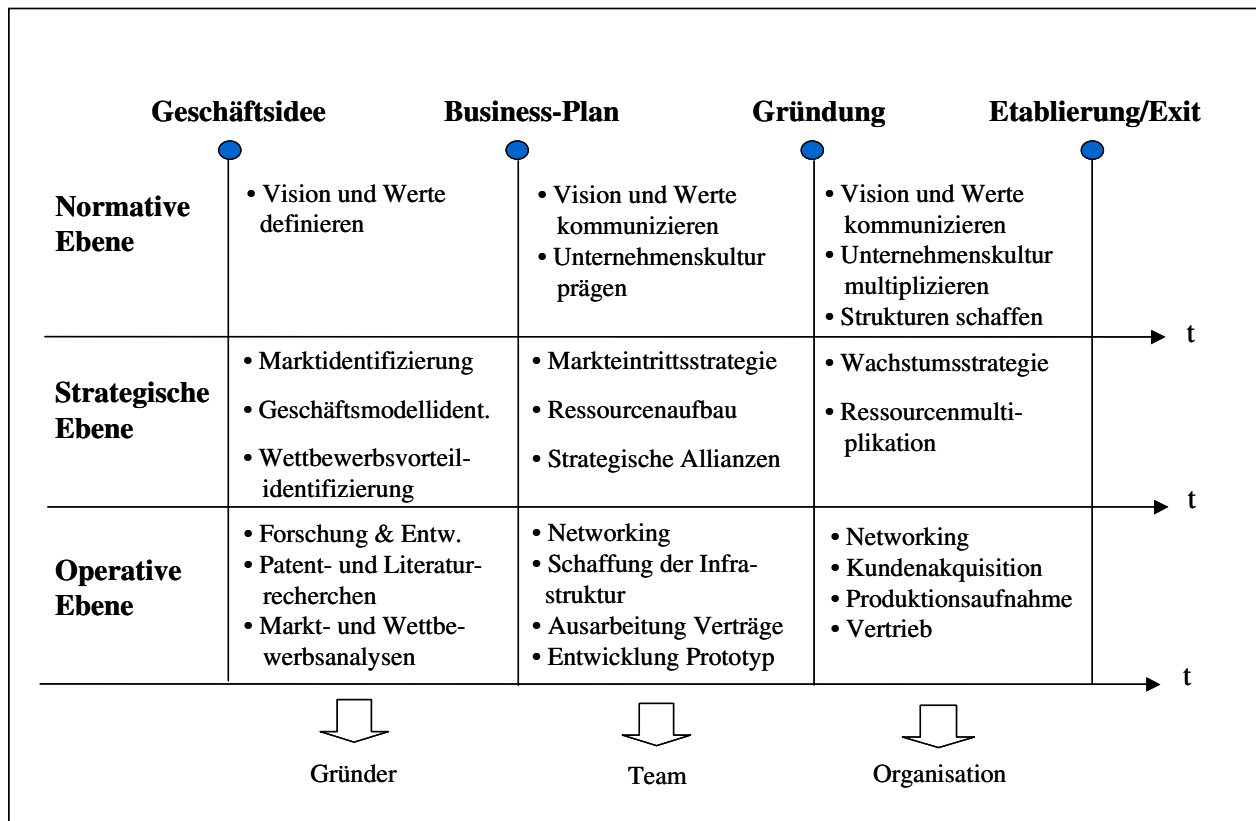 Geschäftsidee
Business-Plan
Gründung
Etablierung/Exit
Normative
Ebene
• Vision und Werte
definieren
• Vision und Werte
kommunizieren
• Unternehmenskultur
prägen
• Vision und Werte
kommunizieren
• Unternehmenskultur
multiplizieren
• Strukturen schaffen
t
Strategische
Ebene
• Marktidentifizierung
• Geschäftsmodellident.
• Wettbewerbsvorteil-
identifizierung
• Markteintrittsstrategie
• Ressourcenaufbau
• Strategische Allianzen
• Wachstumsstrategie
• Ressourcenmulti-
plikation
t
Operative
Ebene
• Forschung & Entw.
• Patent- und Literatur-
recherchen
• Markt- und Wettbe-
werbsanalysen
• Networking
• Schaffung der Infra-
struktur
• Ausarbeitung Verträge
• Entwicklung Prototyp
• Networking
• Kundenakquisition
• Produktionsaufnahme
• Vertrieb
t
Gründer
Team
Organisation